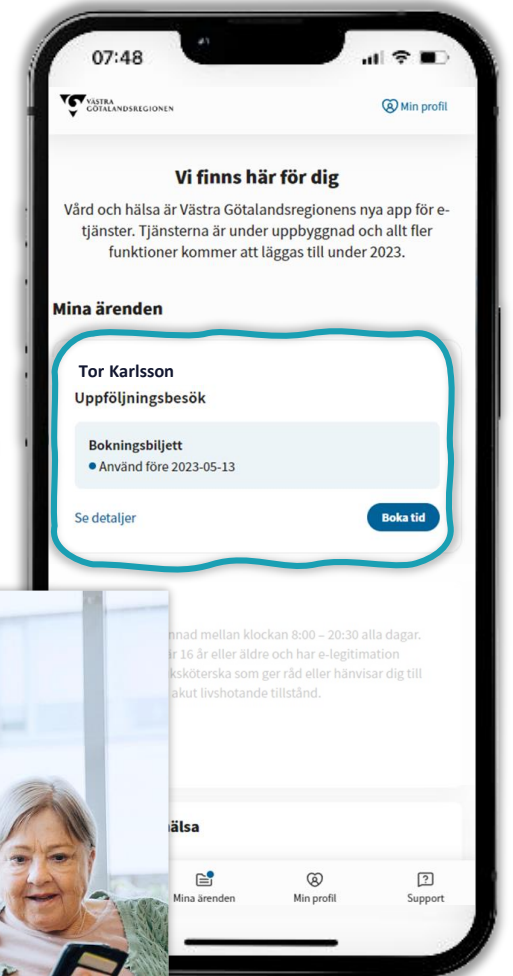 07:48
VÄSTRA
GÖTALANDSREGIONEN
Min profil
Vi finns här för dig
Vård och hälsa är Västra Götalandsregionens nya app för e-
tjänster. Tjänsterna är under uppbyggnad och allt fler
funktioner kommer att läggas till under 2023.
Mina ärenden
Tor Karlsson
Uppföljningsbesök
Bokningsbiljett
• Använd före 2023-05-13
Se detaljer
Boka tid
mellan klockan 8:00 – 20:30 alla dagar.
16 år eller äldre och har e-legitimation
som ger råd eller hänvisar dig till
akut livshotande tillstånd.
Mina ärenden
Min profil
Support